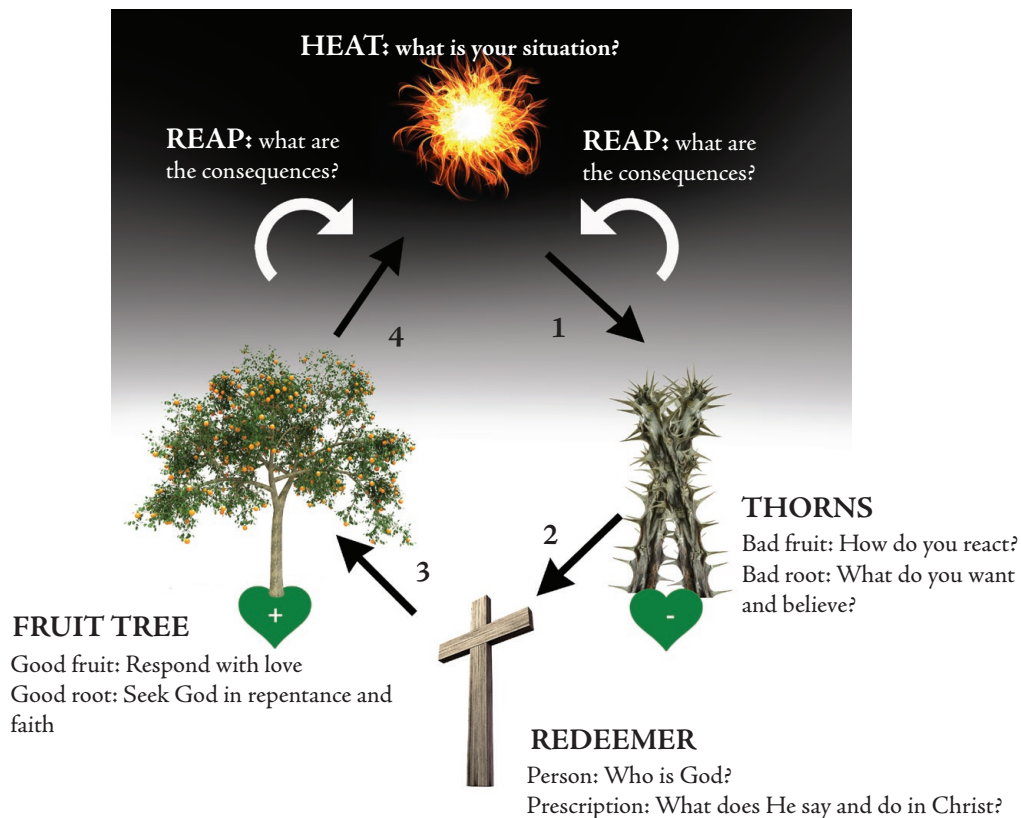 HEAT: what is your situation?
REAP: what are
the consequences?
REAP: what are
the consequences?
4
1
THORNS
Bad fruit: How do you react?
Bad root: What do you want
and believe?
2
3
+
-
FRUIT TREE
Good fruit: Respond with love
Good root: Seek God in repentance and
faith
REDEEMER
Person: Who is God?
Prescription: What does He say and do in Christ?